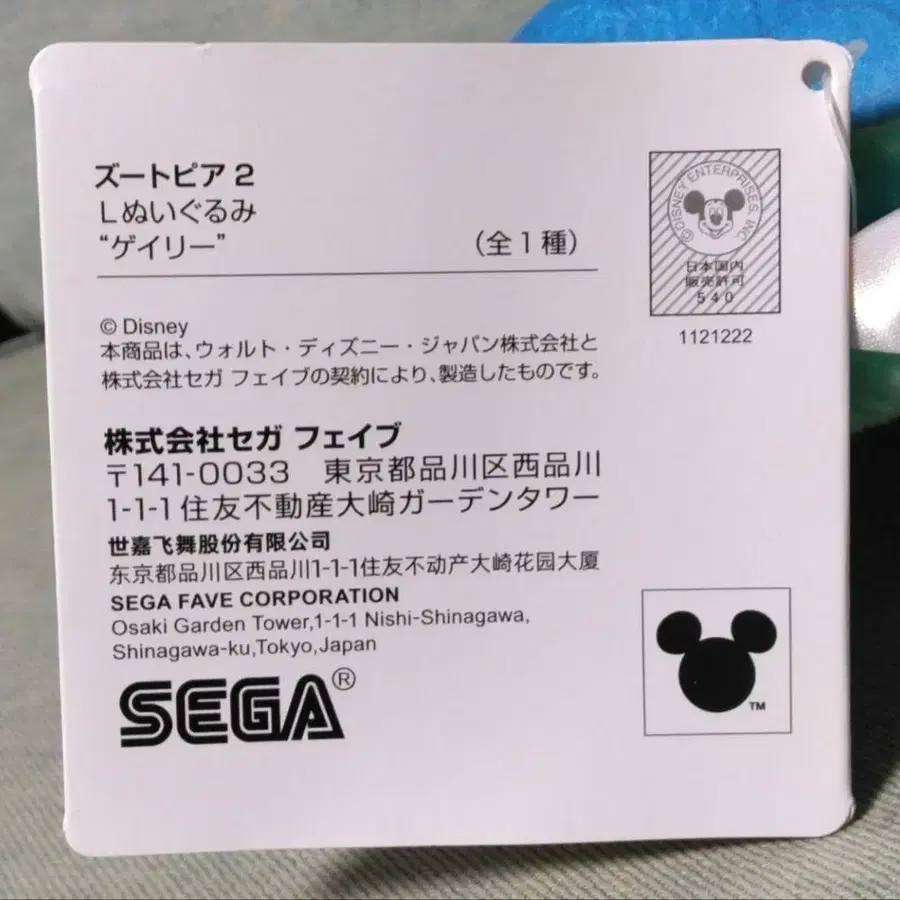 ズートピア 2
Lぬいぐるみ
“ゲイリー” (全1種)
© Disney
本商品は、ウォルト・ディズニー・ジャパン株式会社と
株式会社セガ フェイブの契約により、製造したものです。
株式会社セガ フェイブ
〒141-0033 東京都品川区西品川
1-1-1 住友不動産大崎ガーデンタワー
世嘉飞舞股份有限公司
东京都品川区西品川1-1-1住友不动产大崎花园大厦
SEGA FAVE CORPORATION
Osaki Garden Tower,1-1-1 Nishi-Shinagawa,
Shinagawa-ku,Tokyo,Japan
SEGA®
©DISNEY ENTERPRISES, INC.
日本国内
販売許可
540
1121222
TM